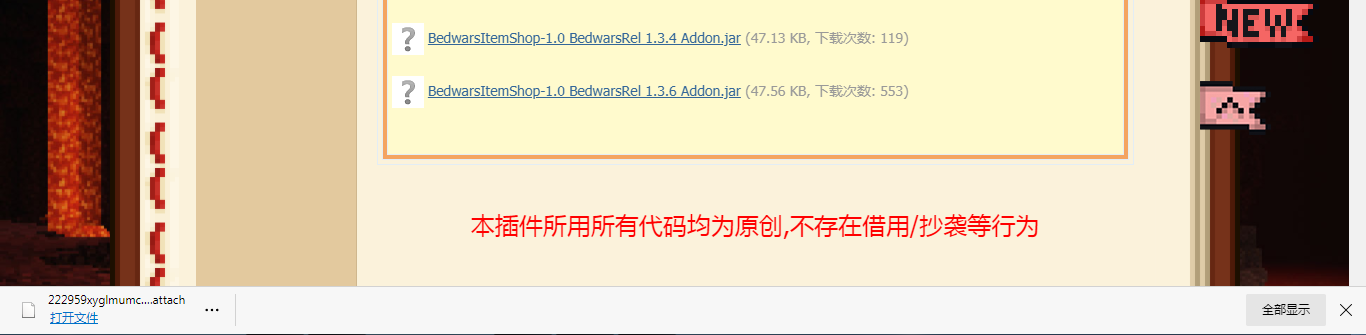 NEW
BedwarsItemShop-1.0 BedwarsRel 1.3.4 Addon.jar (47.13 KB, 下载次数: 119)
BedwarsItemShop-1.0 BedwarsRel 1.3.6 Addon.jar (47.56 KB, 下载次数: 553)
本插件所用所有代码均为原创,不存在借用/抄袭等行为
222959xyglmumc....attach
打开文件
全部显示